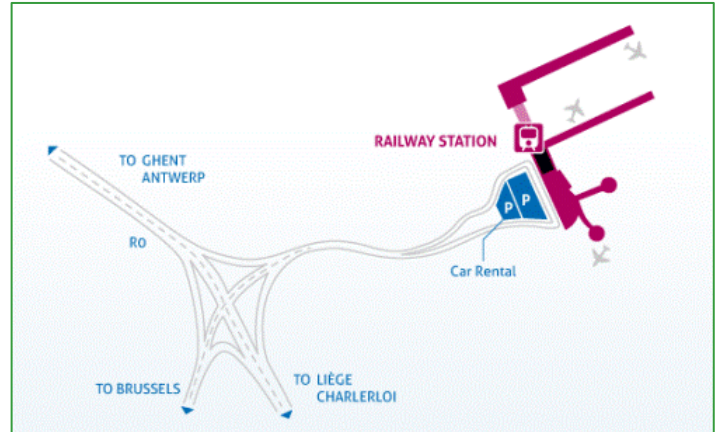 RAILWAY STATION
TO GHENT
ANTWERP
P P
R0
Car Rental
TO BRUSSELS
TO LIÈGE
CHARLERLOI